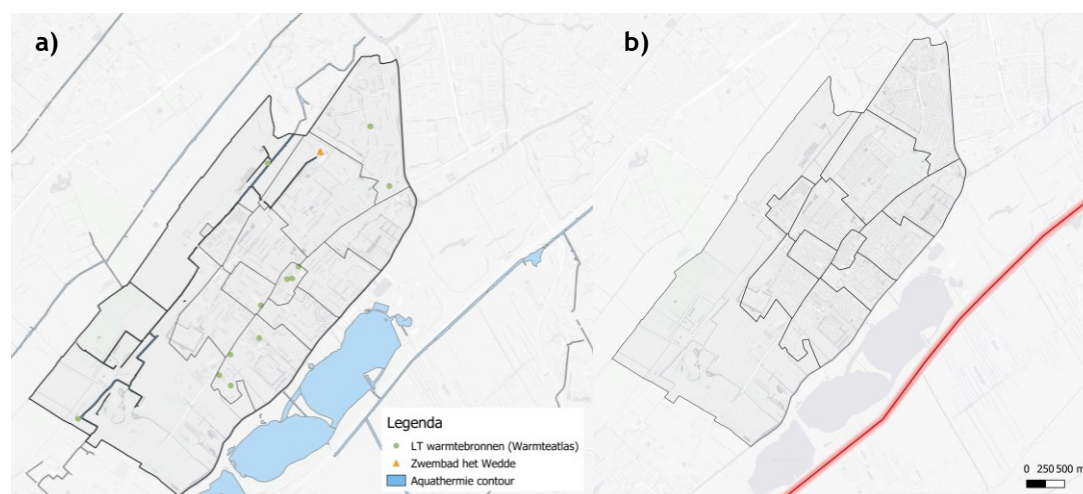 a)
b)
Legenda
LT warmtebronnen (Warmteatlas)
Zwembad het Wedde
Aquathermie contour
0 250 500 m